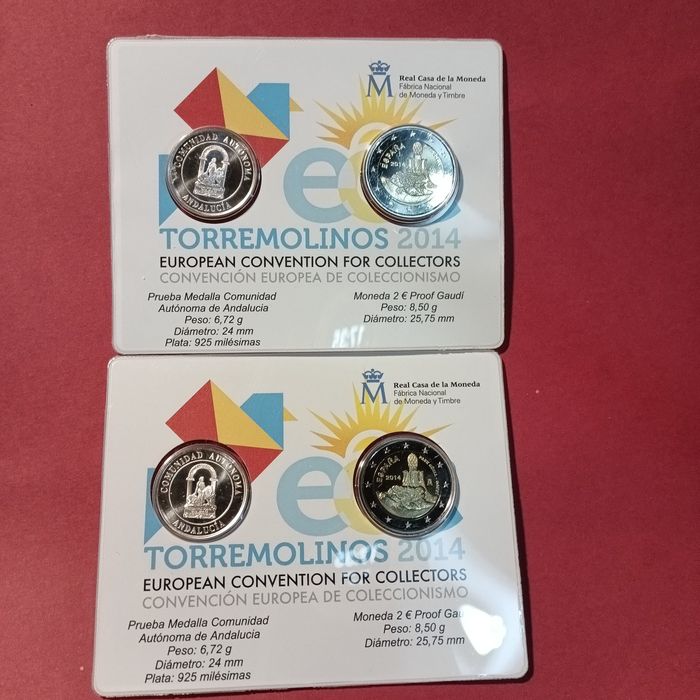 Real Casa de la Moneda
Fábrica Nacional
de Moneda y Timbre
M
COMUNIDAD AUTÓNOMA
ANDALUCÍA
ESPAÑA
2014
TORREMOLINOS 2014
EUROPEAN CONVENTION FOR COLLECTORS
CONVENCIÓN EUROPEA DE COLECCIONISMO
Prueba Medalla Comunidad
Autónoma de Andalucia
Peso: 6,72 g
Diámetro: 24 mm
Plata: 925 milésimas
Moneda 2 € Proof Gaudí
Peso: 8,50 g
Diámetro: 25,75 mm
Real Casa de la Moneda
Fábrica Nacional
de Moneda y Timbre
M
COMUNIDAD AUTÓNOMA
ANDALUCÍA
ESPAÑA
2014
TORREMOLINOS 2014
EUROPEAN CONVENTION FOR COLLECTORS
CONVENCIÓN EUROPEA DE COLECCIONISMO
Prueba Medalla Comunidad
Autónoma de Andalucia
Peso: 6,72 g
Diámetro: 24 mm
Plata: 925 milésimas
Moneda 2 € Proof Gaudí
Peso: 8,50 g
Diámetro: 25,75 mm